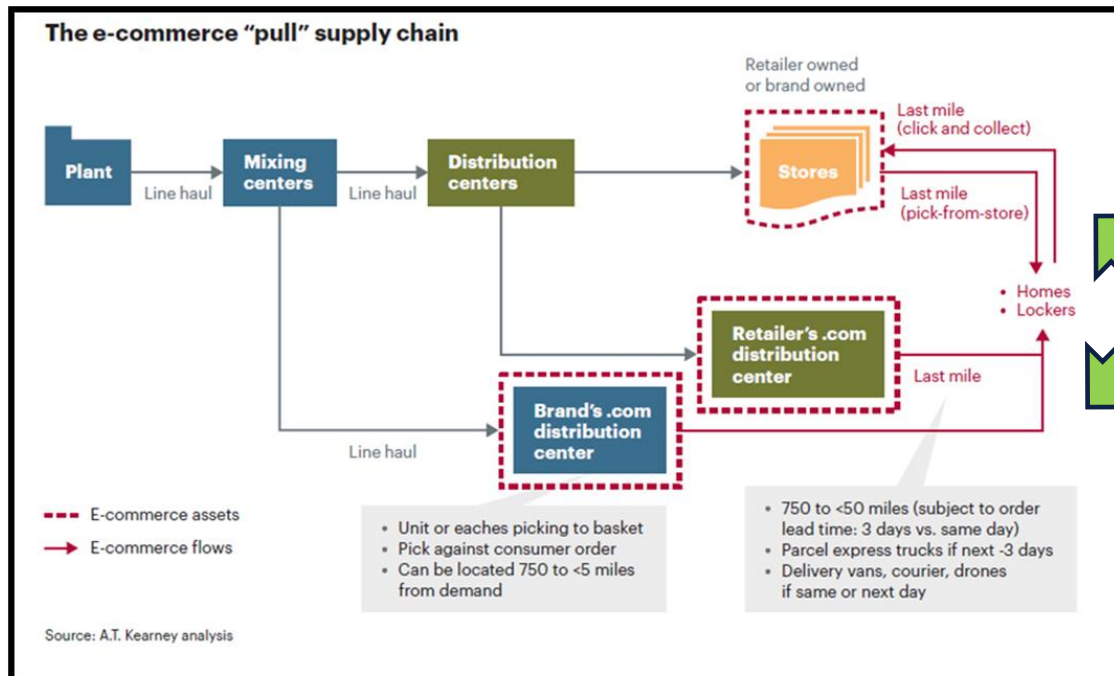 The e-commerce “pull” supply chain
Retailer owned
or brand owned
Plant
Line haul
Mixing
centers
Line haul
Distribution
centers
Stores
Last mile
(click and collect)
Last mile
(pick-from-store)
• Homes
• Lockers
Retailer’s .com
distribution
center
Last mile
Line haul
Brand’s .com
distribution
center
E-commerce assets
E-commerce flows
• Unit or eaches picking to basket
• Pick against consumer order
• Can be located 750 to <5 miles
from demand
• 750 to <50 miles (subject to order
lead time: 3 days vs. same day)
• Parcel express trucks if next -3 days
• Delivery vans, courier, drones
if same or next day
Source: A.T. Kearney analysis